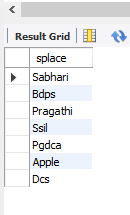 Result Grid
splace
Sabhari
Bdps
Pragathi
Ssil
Pgdca
Apple
Dcs